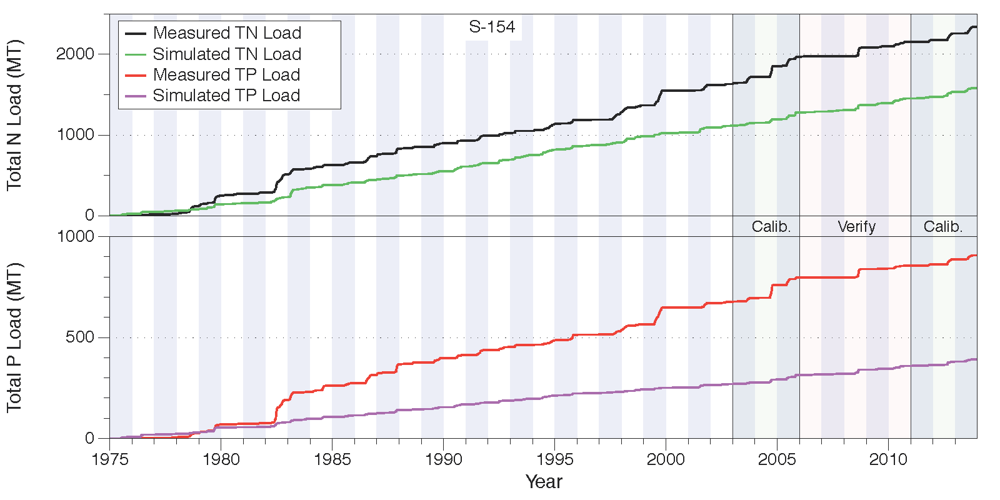 S-154
Measured TN Load
Simulated TN Load
Measured TP Load
Simulated TP Load
Total N Load (MT)
2000
1000
0
Calib.
Verify
Calib.
Total P Load (MT)
1000
500
0
1975
1980
1985
1990
1995
2000
2005
2010
Year